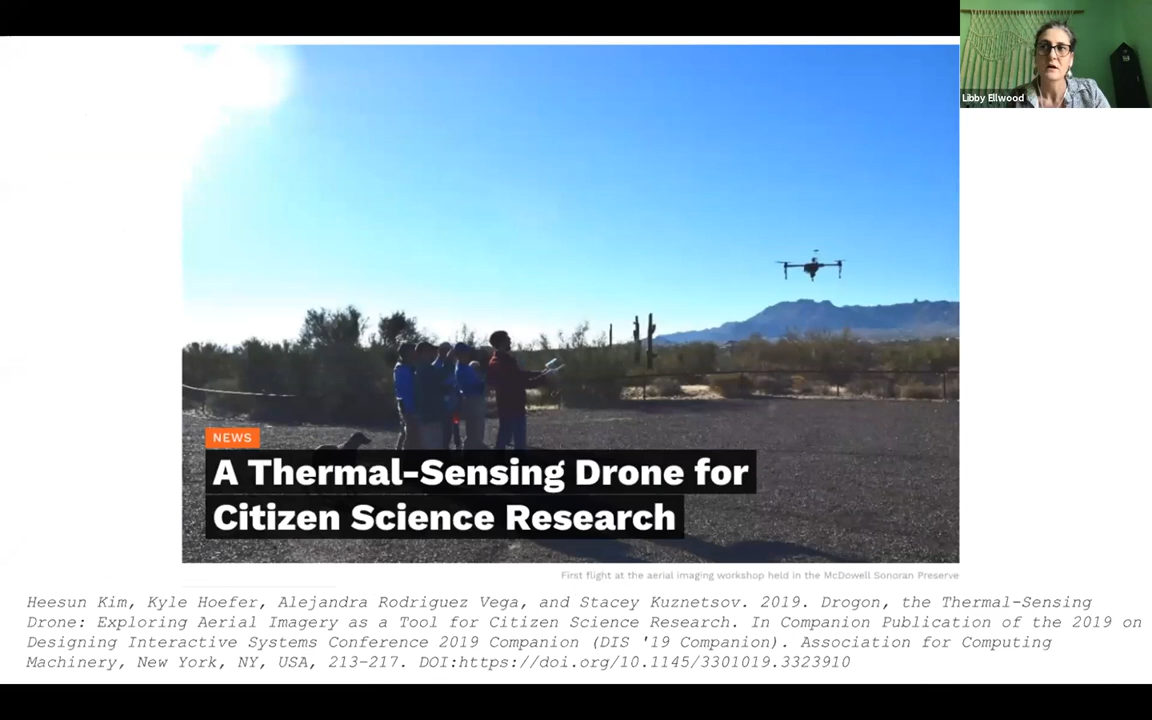 Libby Ellwood
NEWS
A Thermal-Sensing Drone for
Citizen Science Research
First flight at the aerial imaging workshop held in the McDowell Sonoran Preserve
Heesun Kim, Kyle Hoefer, Alejandra Rodriguez Vega, and Stacey Kuznetsov. 2019. Drogon, the Thermal-Sensing
Drone: Exploring Aerial Imagery as a Tool for Citizen Science Research. In Companion Publication of the 2019 on
Designing Interactive Systems Conference 2019 Companion (DIS '19 Companion). Association for Computing
Machinery, New York, NY, USA, 213–217. DOI:https://doi.org/10.1145/3301019.3323910